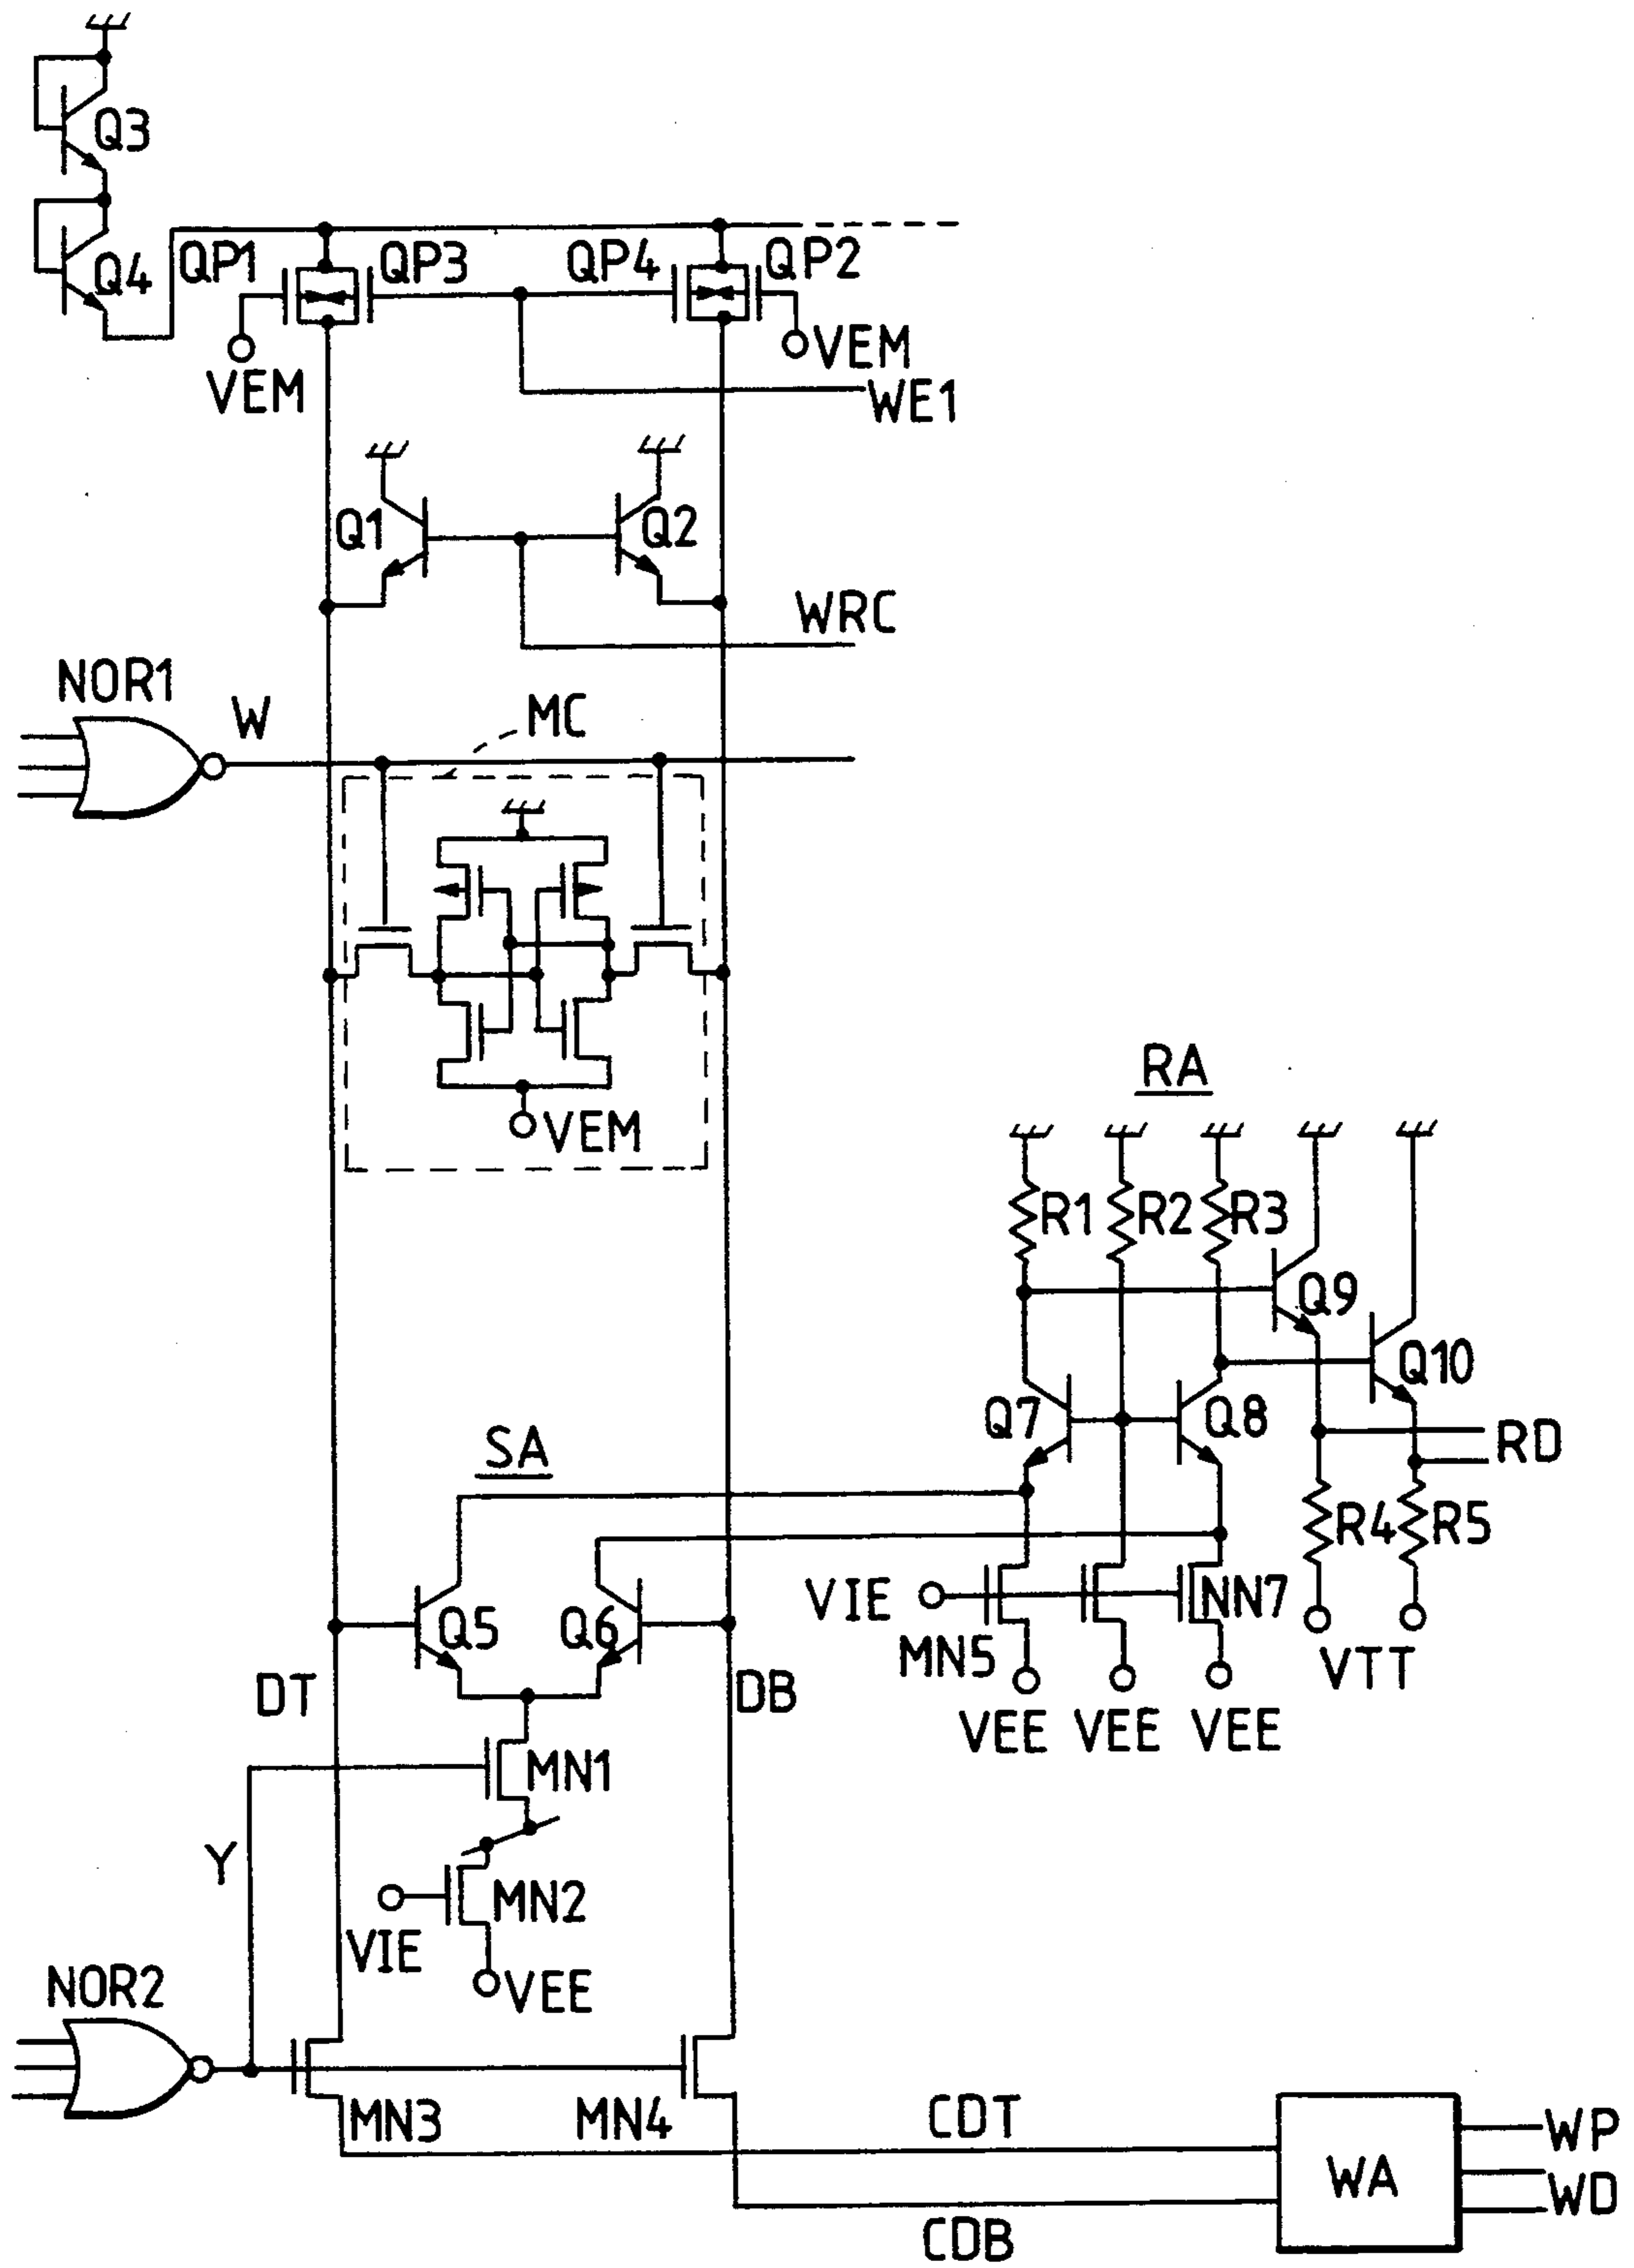 Q3
Q4
QP1
QP3
QP4
QP2
VEM
VEM
WE1
Q1
Q2
WRC
NOR1
W
MC
VEM
RA
R1
R2
R3
Q9
Q10
Q7
Q8
RD
SA
R4
R5
VIE
NN7
MN5
VTT
VEE
VEE
VEE
Q5
Q6
DT
DB
MN1
Y
MN2
VIE
VEE
NOR2
MN3
MN4
CDT
CDB
WA
WP
WD